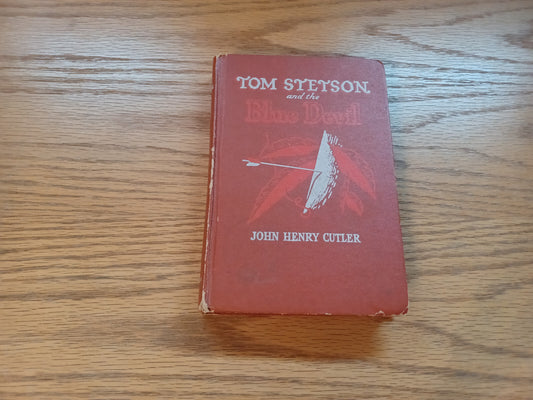 TOM STETSON
and the
Blue Devil
JOHN HENRY CUTLER